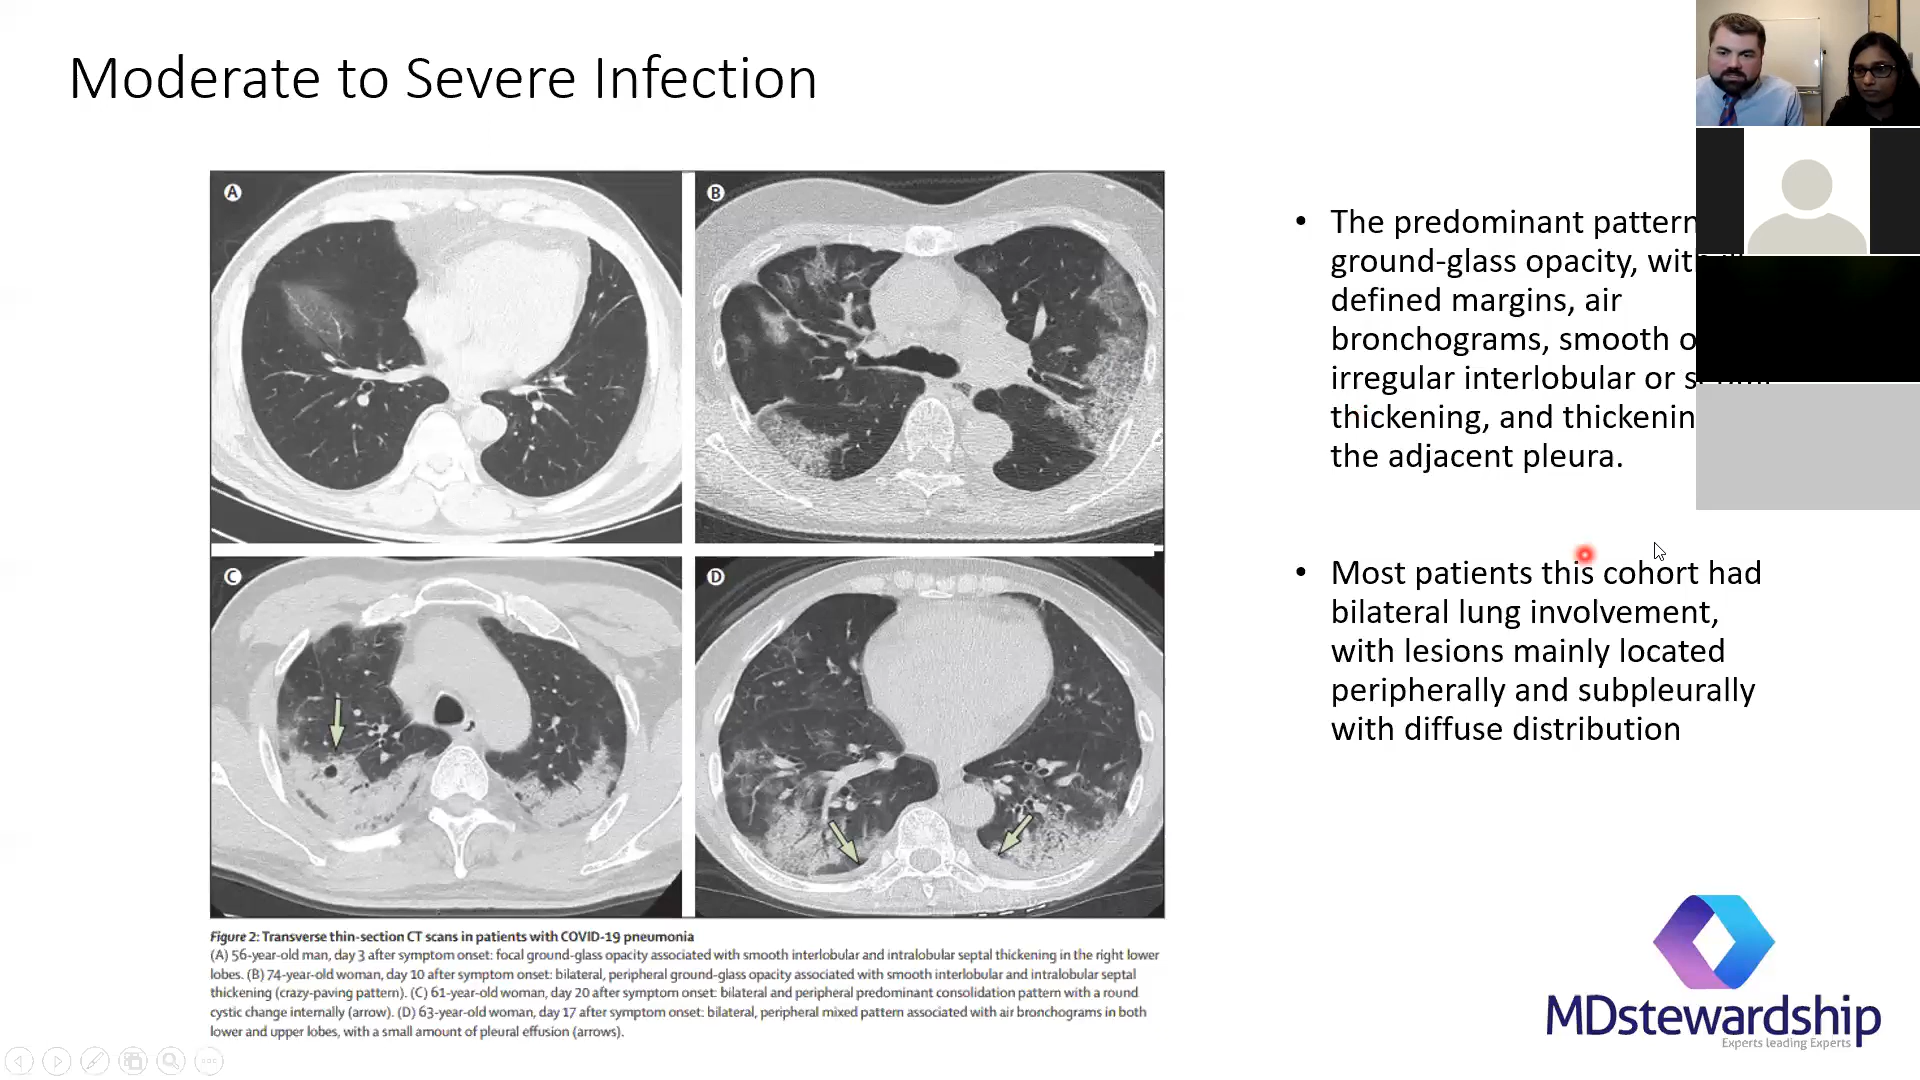 Moderate to Severe Infection
A
B
C
D
Figure 2: Transverse thin-section CT scans in patients with COVID-19 pneumonia
(A) 56-year-old man, day 3 after symptom onset: focal ground-glass opacity associated with smooth interlobular and intralobular septal thickening in the right lower
lobes. (B) 74-year-old woman, day 10 after symptom onset: bilateral, peripheral ground-glass opacity associated with smooth interlobular and intralobular septal
thickening (crazy-paving pattern). (C) 61-year-old woman, day 20 after symptom onset: bilateral and peripheral predominant consolidation pattern with a round
cystic change internally (arrow). (D) 63-year-old woman, day 17 after symptom onset: bilateral, peripheral mixed pattern associated with air bronchograms in both
lower and upper lobes, with a small amount of pleural effusion (arrows).
• The predominant pattern
ground-glass opacity,
defined margins, air
bronchograms, smooth
irregular interlobular or
thickening, and
the adjacent pleura.
• Most patients this cohort had
bilateral lung involvement,
with lesions mainly located
peripherally and subpleurally
with diffuse distribution
MDstewardship
Experts leading Experts